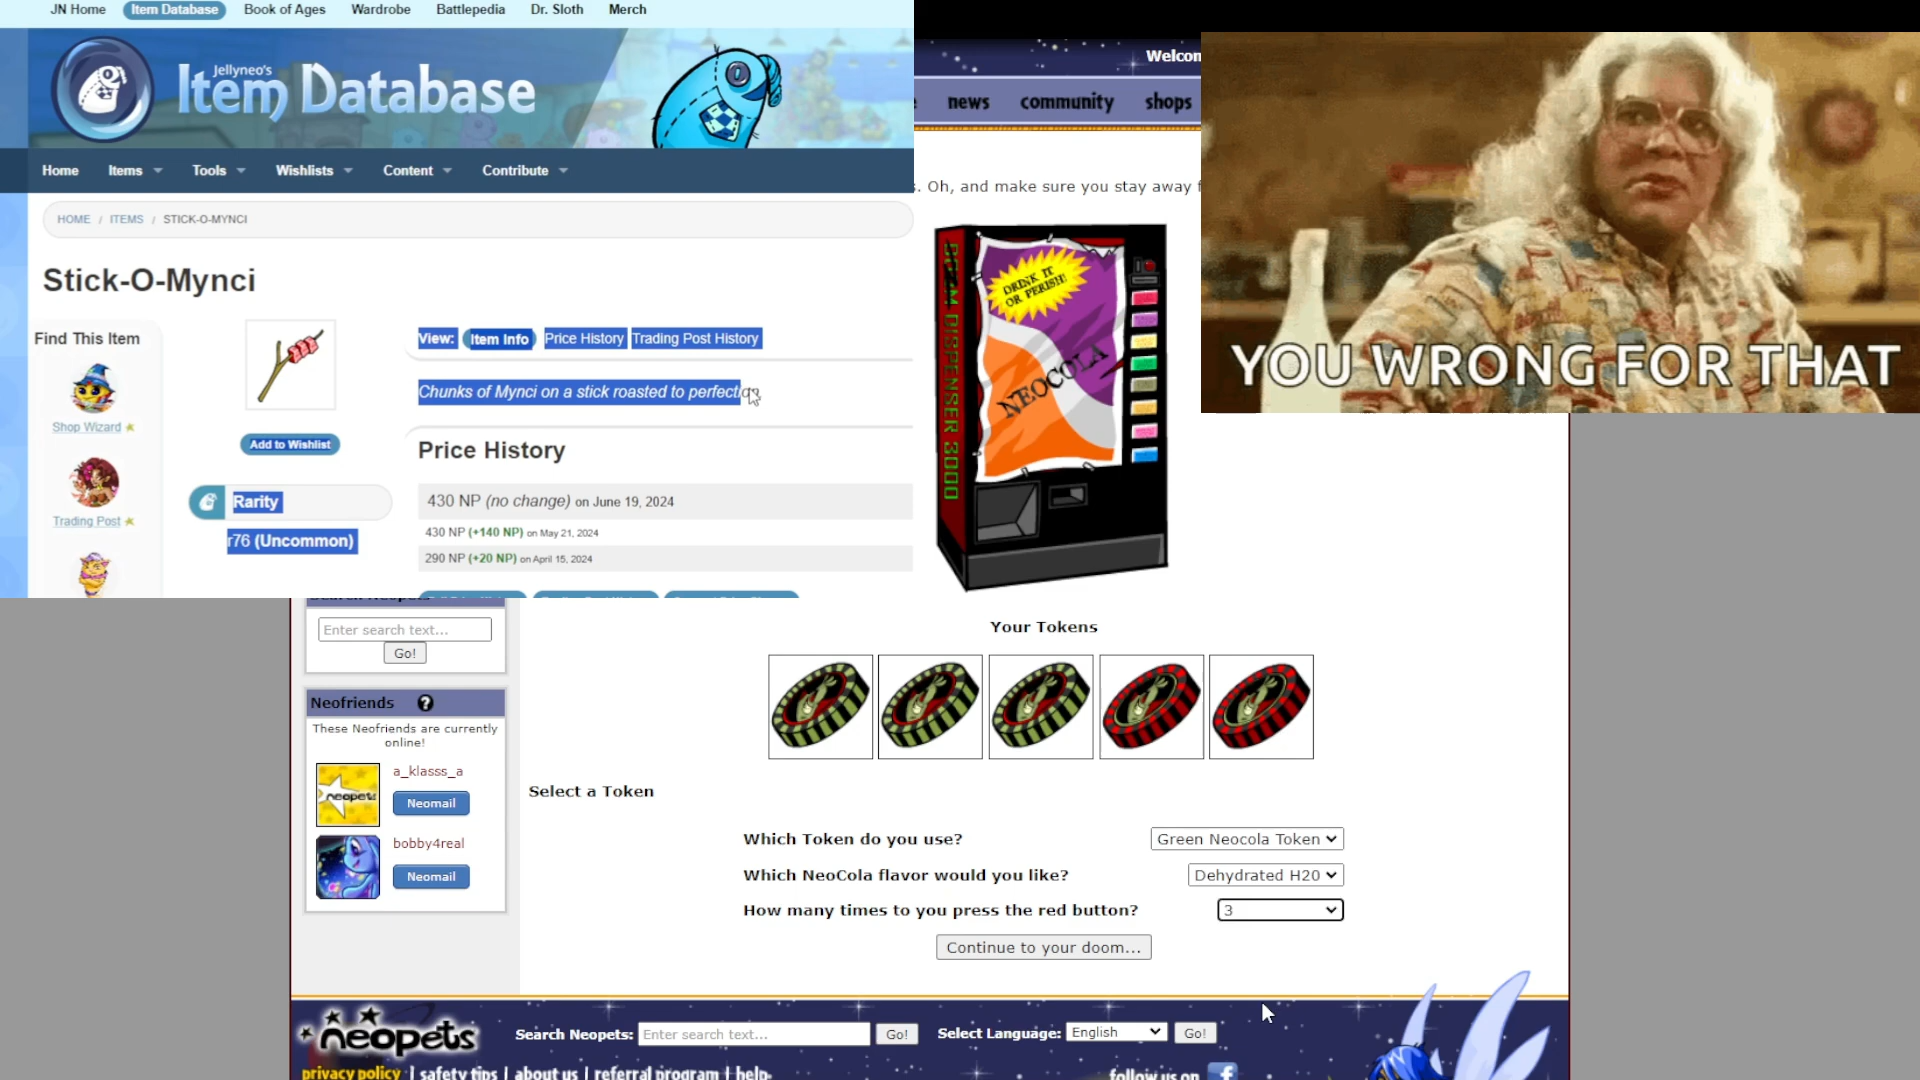 JN Home Item Database Book of Ages Wardrobe Battlepedia Dr. Sloth Merch
Jellyneo's
Item Database
Home Items Tools Wishlists Content Contribute
HOME / ITEMS / STICK-O-MYNCI
Stick-O-Mynci
Find This Item
Shop Wizard
Trading Post
Add to Wishlist
Rarity
r76 (Uncommon)
View: Item Info Price History Trading Post History
Chunks of Mynci on a stick roasted to perfecti
Price History
430 NP (no change) on June 19, 2024
430 NP (+140 NP) on May 21, 2024
290 NP (+20 NP) on April 15, 2024
Welcon
news community shops
s. Oh, and make sure you stay away f
DRINK IT
OR PERISH!
NEOCOLA
DOOM DISPENSER 3000
YOU WRONG FOR THAT
Enter search text...
Go!
Neofriends ?
These Neofriends are currently
online!
neopets
a_klasss_a
Neomail
bobby4real
Neomail
Your Tokens
Select a Token
Which Token do you use? Green Neocola Token
Which NeoCola flavor would you like? Dehydrated H20
How many times to you press the red button? 3
Continue to your doom...
neopets
Search Neopets: Enter search text... Go! Select Language: English Go!
privacy policy | safety tips | about us | referral program | help
follow us on f